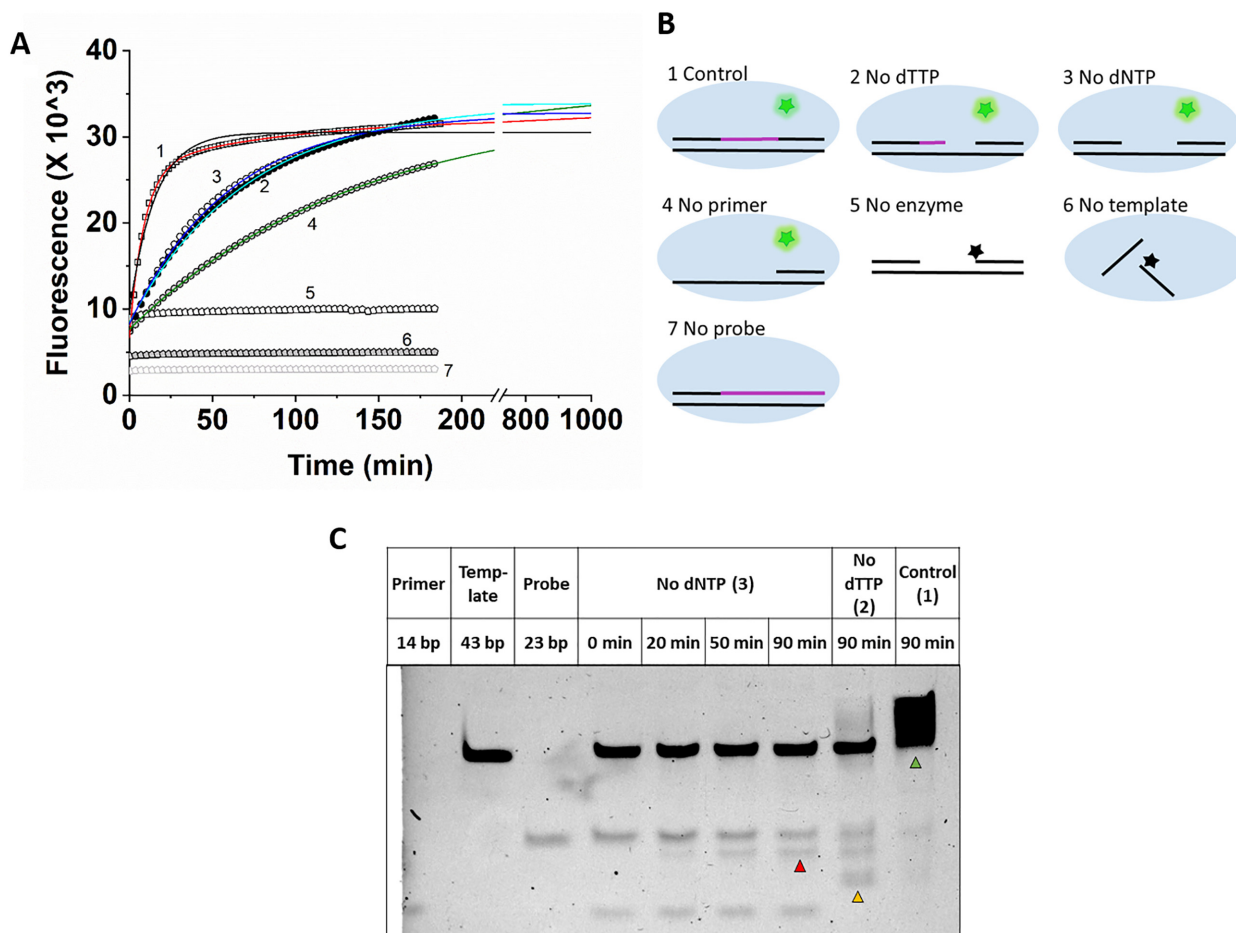 A
Fluorescence (X 10^3)
40
30
20
10
0
1
3
2
4
5
6
7
0 50 100 150 200 800 1000
Time (min)
B
1 Control
2 No dTTP
3 No dNTP
4 No primer
5 No enzyme
6 No template
7 No probe
C
Primer
Temp-
late
Probe
No dNTP (3)
No
dTTP
(2)
Control
(1)
14 bp 43 bp 23 bp 0 min 20 min 50 min 90 min 90 min 90 min